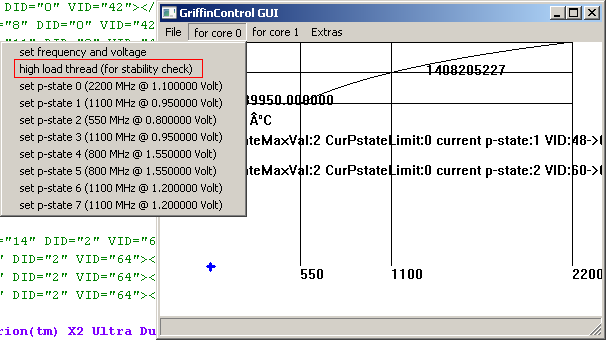 DID="0" VID="42"></
="8" DID="0" VID="42"></
GriffinControl GUI
File for core 0 for core 1 Extras
set frequency and voltage
high load thread (for stability check)
set p-state 0 (2200 MHz @ 1.100000 Volt)
set p-state 1 (1100 MHz @ 0.950000 Volt)
set p-state 2 (550 MHz @ 0.800000 Volt)
set p-state 3 (1100 MHz @ 0.950000 Volt)
set p-state 4 (800 MHz @ 1.550000 Volt)
set p-state 5 (800 MHz @ 1.550000 Volt)
set p-state 6 (1100 MHz @ 1.200000 Volt)
set p-state 7 (1100 MHz @ 1.200000 Volt)
1408205227
39950.000000
Â°C
ateMaxVal:2 CurPstateLimit:0 current p-state:1 VID:48->
ateMaxVal:2 CurPstateLimit:0 current p-state:2 VID:60->
="14" DID="2" VID="6
="2" DID="2" VID="64"><
="2" DID="2" VID="64"><
="2" DID="2" VID="64"><
550 1100 2200
rion(tm) X2 Ultra Du